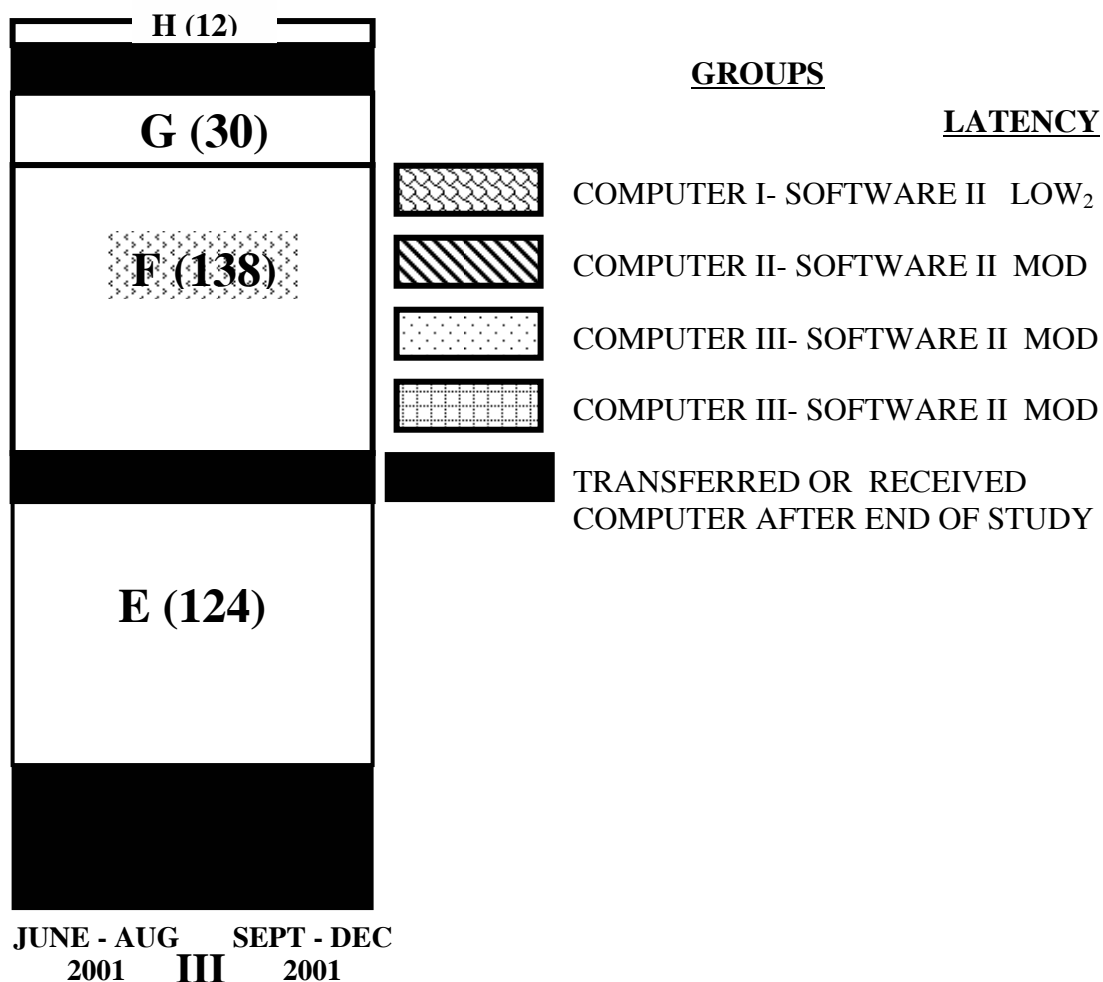 H (12)
GROUPS
LATENCY
G (30)
COMPUTER I- SOFTWARE II LOW₂
F (138)
COMPUTER II- SOFTWARE II MOD
COMPUTER III- SOFTWARE II MOD
COMPUTER III- SOFTWARE II MOD
TRANSFERRED OR RECEIVED
COMPUTER AFTER END OF STUDY
E (124)
JUNE - AUG SEPT - DEC
2001 III 2001